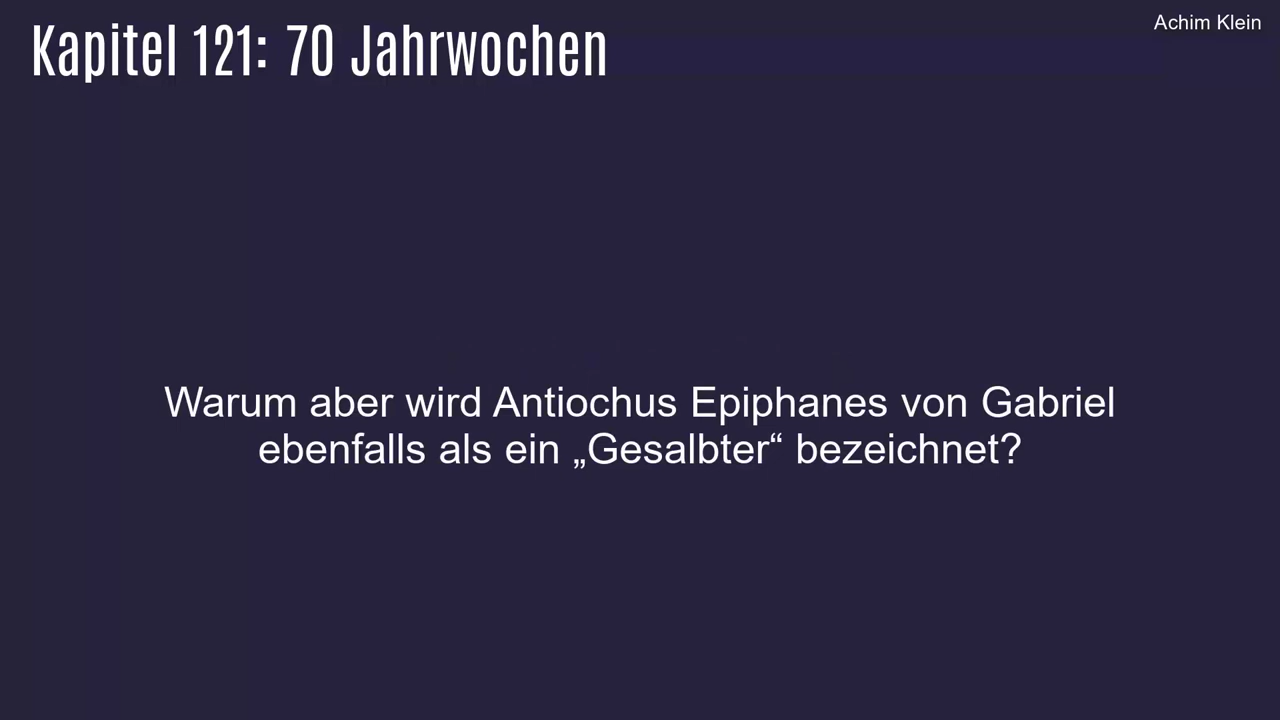 Kapitel 121: 70 Jahrwochen
Achim Klein
Warum aber wird Antiochus Epiphanes von Gabriel
ebenfalls als ein „Gesalbter“ bezeichnet?